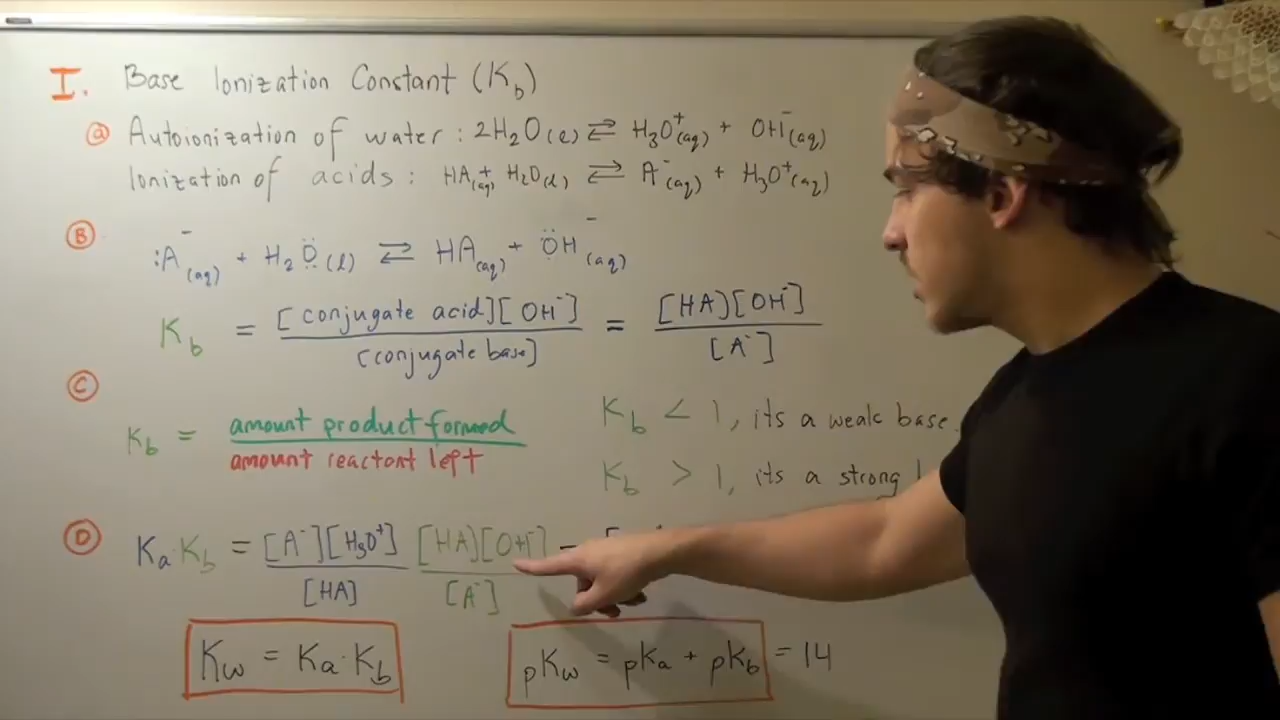 I. Base Ionization Constant (Kb)
ⓐ Autoionization of water : 2H₂O(l) ⇌ H₃O⁺(aq) + OH⁻(aq)
Ionization of acids : HA(aq) + H₂O(l) ⇌ A⁻(aq) + H₃O⁺(aq)
Ⓑ :A⁻(aq) + H₂O(l) ⇌ HA(aq) + OH⁻(aq)
Kb = [conjugate acid][OH⁻] / [conjugate base] = [HA][OH⁻] / [A⁻]
Ⓒ
Kb = amount product formed / amount reactant left
Kb < 1, its a weak base.
Kb > 1, its a strong
Ⓓ Ka·Kb = [A⁻][H₃O⁺] / [HA] [HA][OH⁻] / [A⁻] =
Kw = Ka·Kb
pKw = pKa + pKb = 14